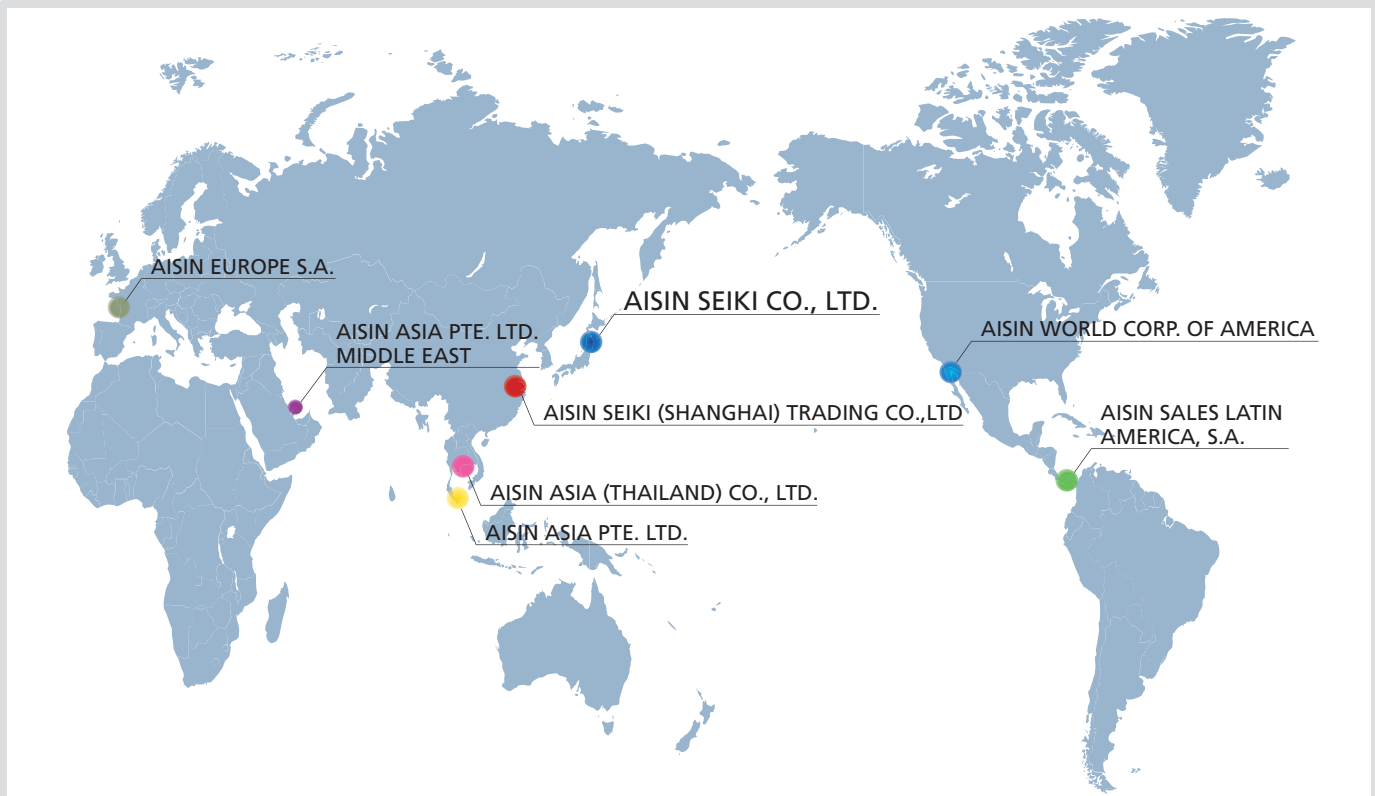 AISIN EUROPE S.A.
AISIN SEIKI CO., LTD.
AISIN ASIA PTE. LTD.
MIDDLE EAST
AISIN WORLD CORP. OF AMERICA
AISIN SEIKI (SHANGHAI) TRADING CO.,LTD
AISIN SALES LATIN
AMERICA, S.A.
AISIN ASIA (THAILAND) CO., LTD.
AISIN ASIA PTE. LTD.